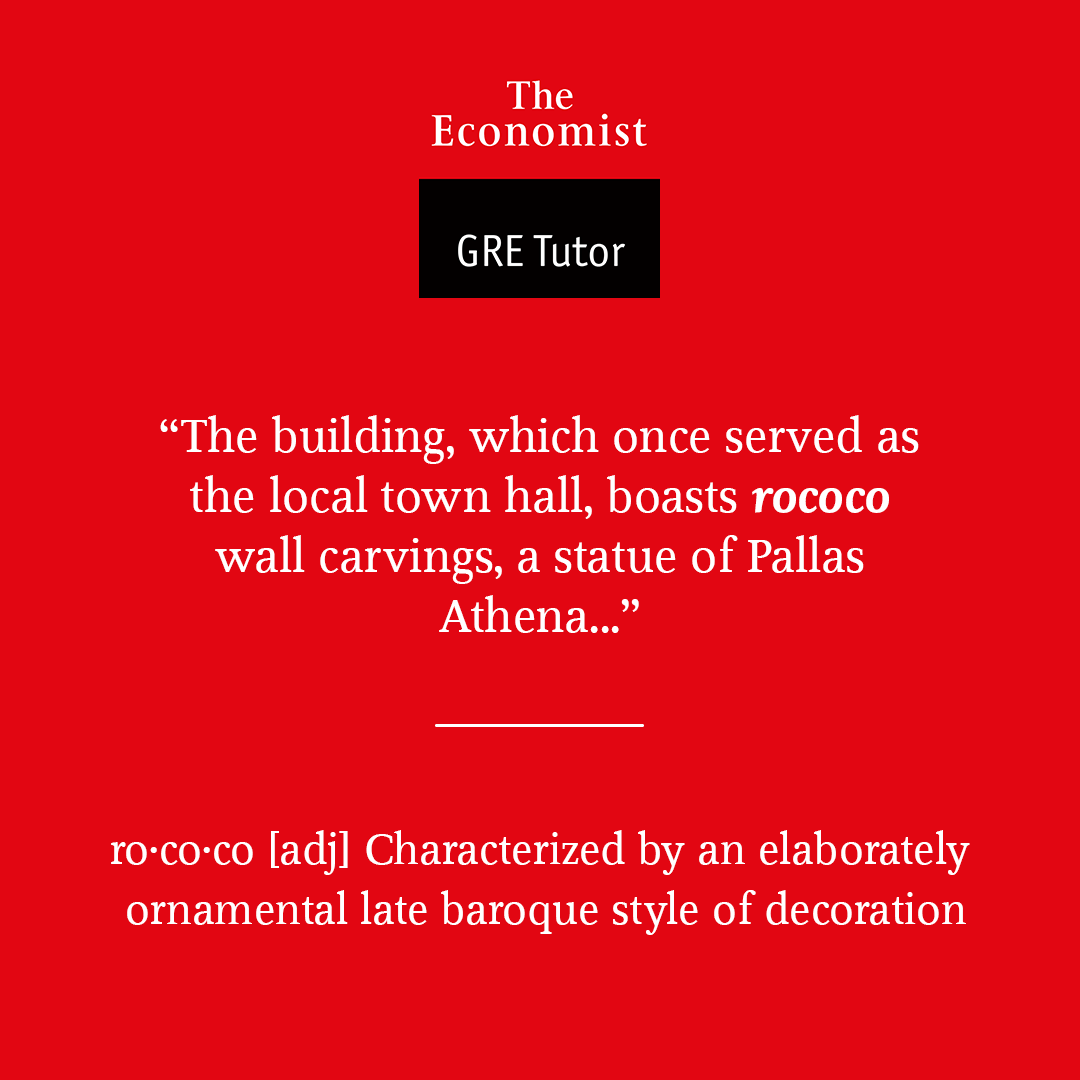 The
Economist
GRE Tutor
“The building, which once served as
the local town hall, boasts rococo
wall carvings, a statue of Pallas
Athena...”
ro·co·co [adj] Characterized by an elaborately
ornamental late baroque style of decoration